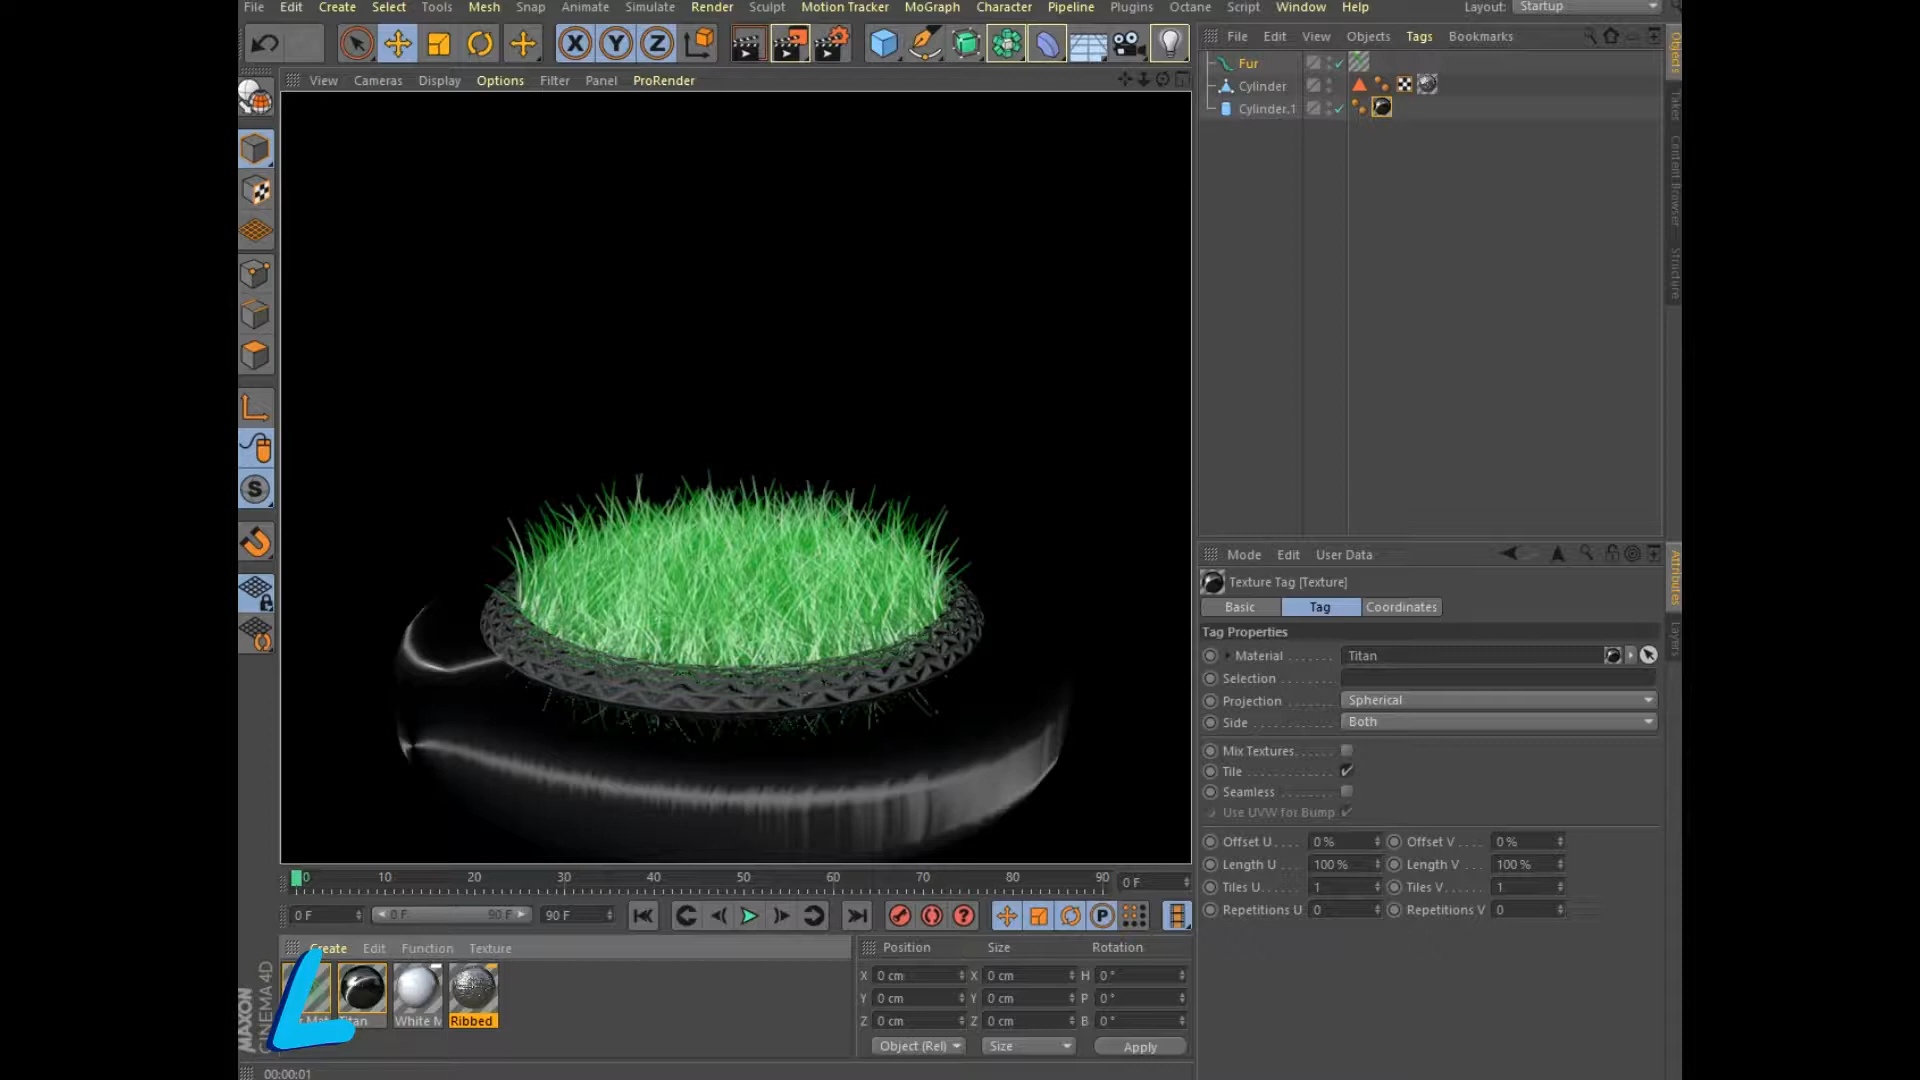 File Edit Create Select Tools Mesh Snap Animate Simulate Render Sculpt Motion Tracker MoGraph Character Pipeline Plugins Octane Script Window Help Layout: Startup
View Cameras Display Options Filter Panel ProRender
File Edit View Objects Tags Bookmarks
Fur
Cylinder
Cylinder.1
Objects
Takes
Content Browser
Structure
Mode Edit User Data
Texture Tag [Texture]
Basic Tag Coordinates
Tag Properties
Material Titan
Selection
Projection Spherical
Side Both
Mix Textures
Tile
Seamless
Use UVW for Bump
Offset U 0 % Offset V 0 %
Length U 100 % Length V 100 %
Tiles U 1 Tiles V 1
Repetitions U 0 Repetitions V 0
Attributes
Layers
0 10 20 30 40 50 60 70 80 90 0 F
0 F 0 F 90 F 90 F
Create Edit Function Texture
Titan White M Ribbed
Position Size Rotation
X 0 cm X 0 cm H 0 °
Y 0 cm Y 0 cm P 0 °
Z 0 cm Z 0 cm B 0 °
Object (Rel) Size Apply
MAXON
CINEMA 4D
00:00:01